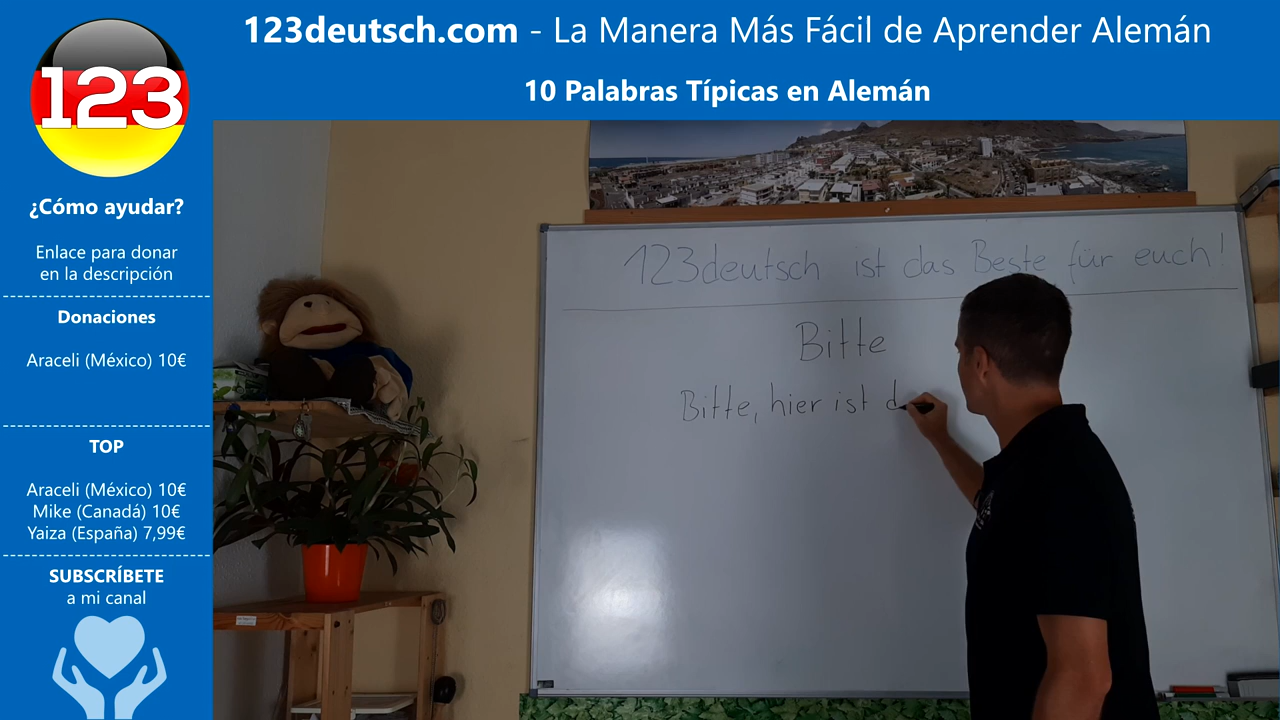 123deutsch.com - La Manera Más Fácil de Aprender Alemán
10 Palabras Típicas en Alemán
123
¿Cómo ayudar?
Enlace para donar
en la descripción
Donaciones
Araceli (México) 10€
TOP
Araceli (México) 10€
Mike (Canadá) 10€
Yaiza (España) 7,99€
SUBSCRÍBETE
a mi canal
123deutsch ist das Beste für euch!
Bitte
Bitte, hier ist d